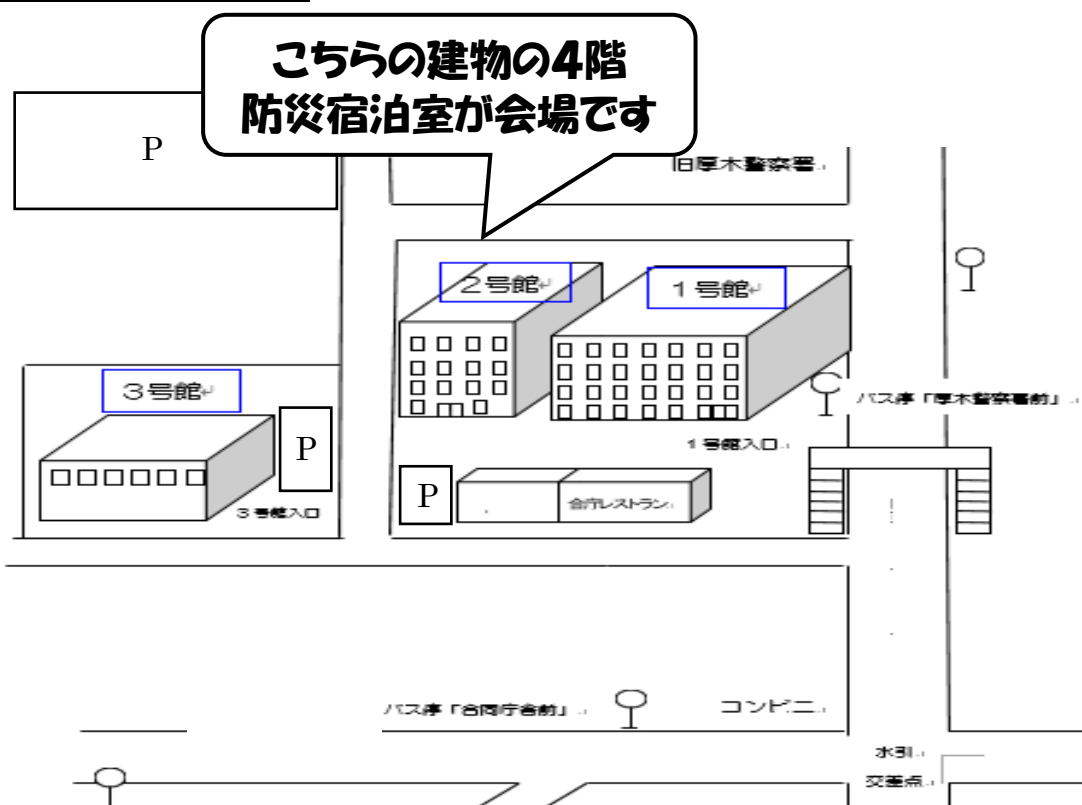 こちらの建物の4階
防災宿泊室が会場です
P
旧厚木警察署
2号館
1号館
3号館
バス停「厚木警察署前」
1号館入口
P
P
合庁レストラン
3号館入口
バス停「合同庁舎前」
コンビニ
水引
交差点